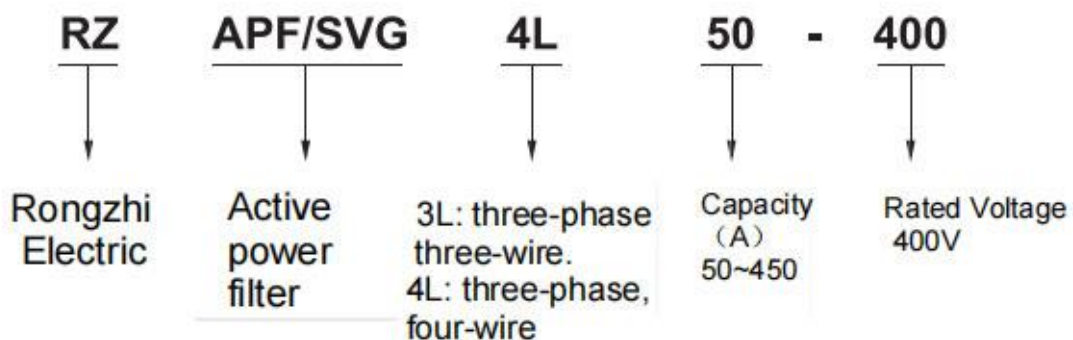 RZ APF/SVG 4L 50 - 400
Rongzhi
Electric
Active
power
filter
3L: three-phase
three-wire.
4L: three-phase,
four-wire
Capacity
（A）
50~450
Rated Voltage
400V